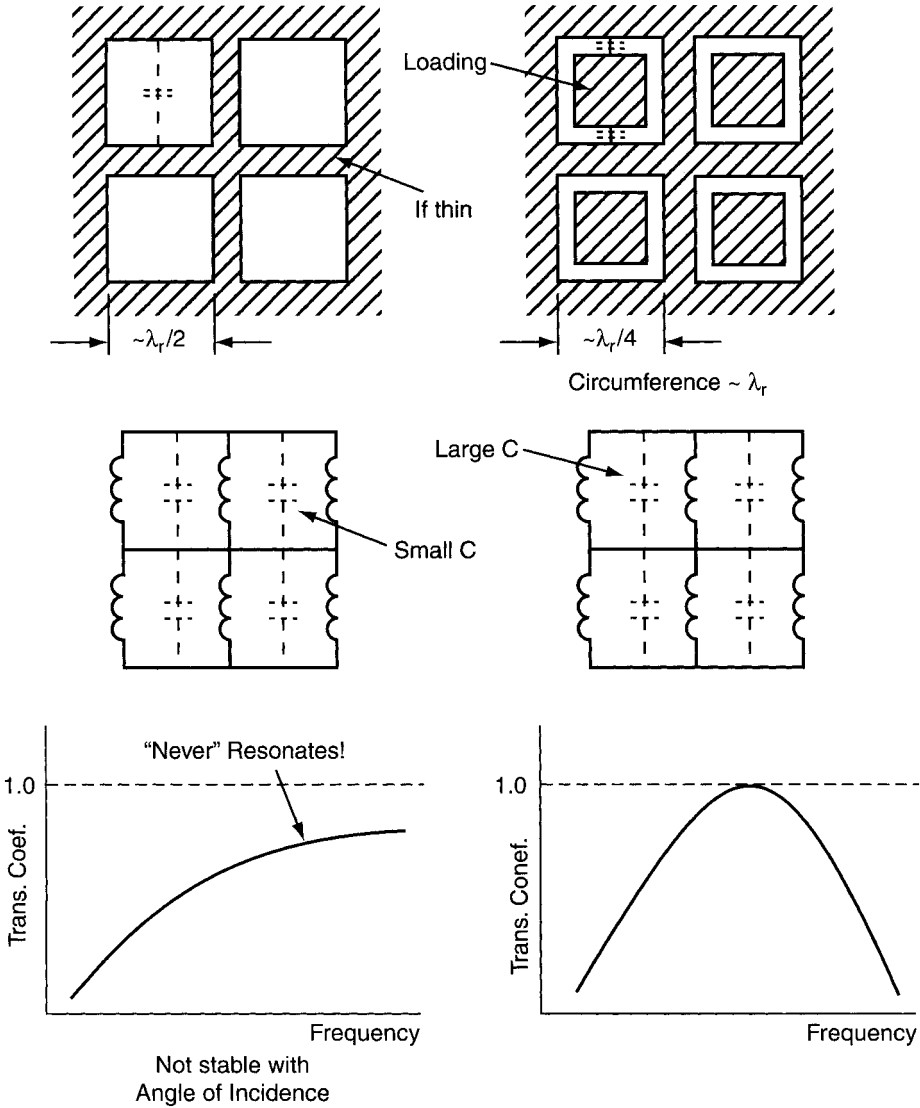 Loading
If thin
~λr/2
~λr/4
Circumference ~ λr
Large C
Small C
"Never" Resonates!
1.0
Trans. Coef.
Frequency
Not stable with
Angle of Incidence
1.0
Trans. Conef.
Frequency